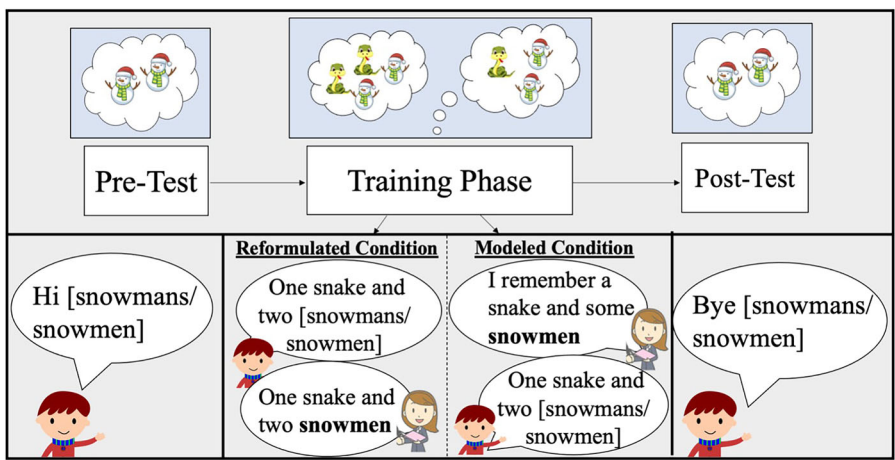 Pre-Test
Training Phase
Post-Test
Hi [snowmans/
snowmen]
Reformulated Condition
One snake and
two [snowmans/
snowmen]
One snake and
two snowmen
Modeled Condition
I remember a
snake and some
snowmen
One snake and
two [snowmans/
snowmen]
Bye [snowmans/
snowmen]